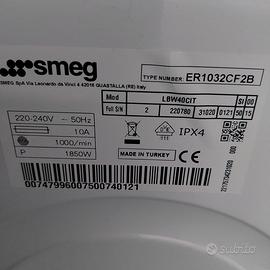 smeg
TYPE NUMBER: ER1032CF2B
SMEG SpA Via Leonardo da Vinci 4 42016 GUASTALLA (RE) Italy
Mod LBW40CIT
Full S/N 2 220780 31020 0121 50 15
220-240V ~ 50Hz
10A
1000/min
P 1850W
IPX4
MADE IN TURKEY
00747996007500740121
subito